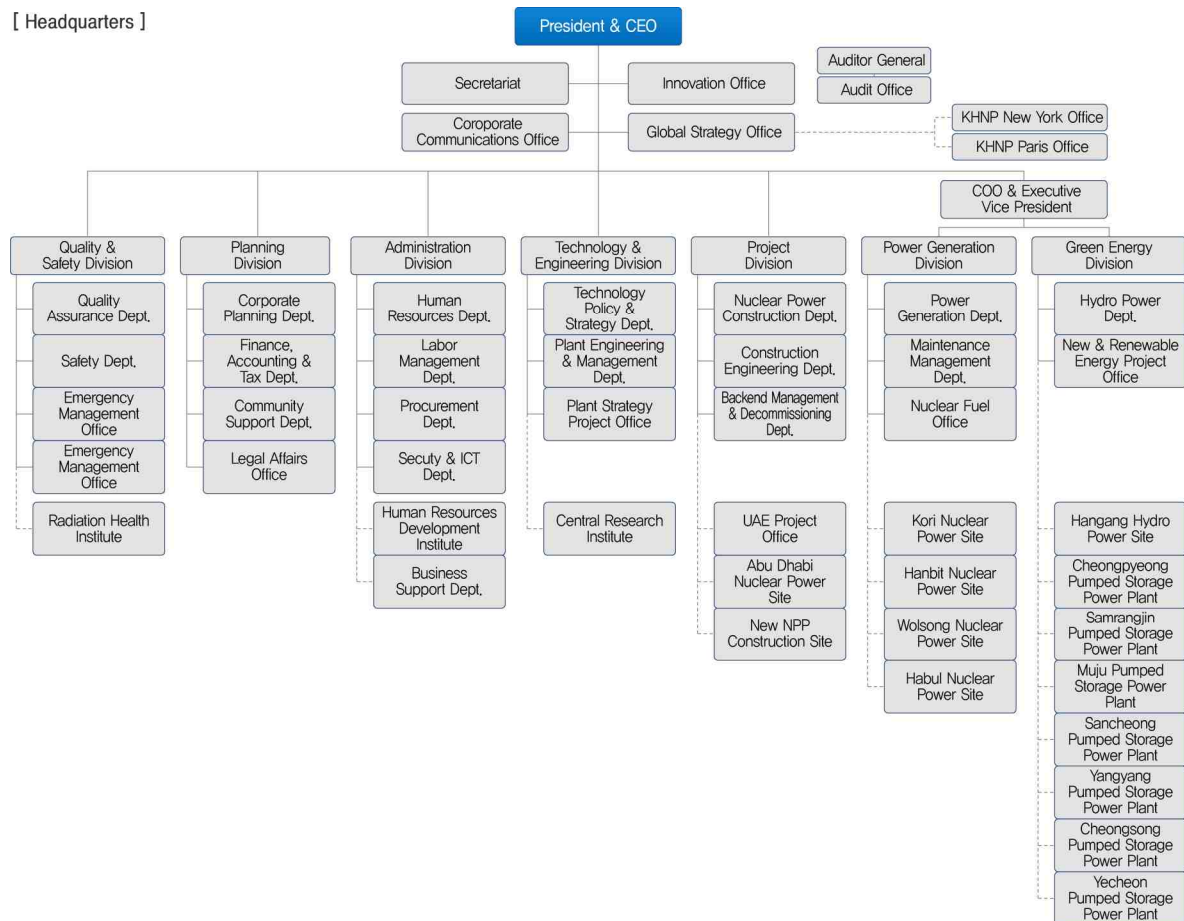 [ Headquarters ]
President & CEO
Secretariat
Innovation Office
Auditor General
Audit Office
Coroporate
Communications Office
Global Strategy Office
KHNP New York Office
KHNP Paris Office
COO & Executive
Vice President
Quality &
Safety Division
Quality
Assurance Dept.
Safety Dept.
Emergency
Management
Office
Emergency
Management
Office
Radiation Health
Institute
Planning
Division
Corporate
Planning Dept.
Finance,
Accounting &
Tax Dept.
Community
Support Dept.
Legal Affairs
Office
Administration
Division
Human
Resources Dept.
Labor
Management
Dept.
Procurement
Dept.
Secuty & ICT
Dept.
Human Resources
Development
Institute
Business
Support Dept.
Technology &
Engineering Division
Technology
Policy &
Strategy Dept.
Plant Engineering
& Management
Dept.
Plant Strategy
Project Office
Central Research
Institute
Project
Division
Nuclear Power
Construction Dept.
Construction
Engineering Dept.
Backend Management
& Decommissioning
Dept.
UAE Project
Office
Abu Dhabi
Nuclear Power
Site
New NPP
Construction Site
Power Generation
Division
Power
Generation Dept.
Maintenance
Management
Dept.
Nuclear Fuel
Office
Kori Nuclear
Power Site
Hanbit Nuclear
Power Site
Wolsong Nuclear
Power Site
Habul Nuclear
Power Site
Green Energy
Division
Hydro Power
Dept.
New & Renewable
Energy Project
Office
Hangang Hydro
Power Site
Cheongpyeong
Pumped Storage
Power Plant
Samrangjin
Pumped Storage
Power Plant
Muju Pumped
Storage Power
Plant
Sancheong
Pumped Storage
Power Plant
Yangyang
Pumped Storage
Power Plant
Cheongsong
Pumped Storage
Power Plant
Yecheon
Pumped Storage
Power Plant